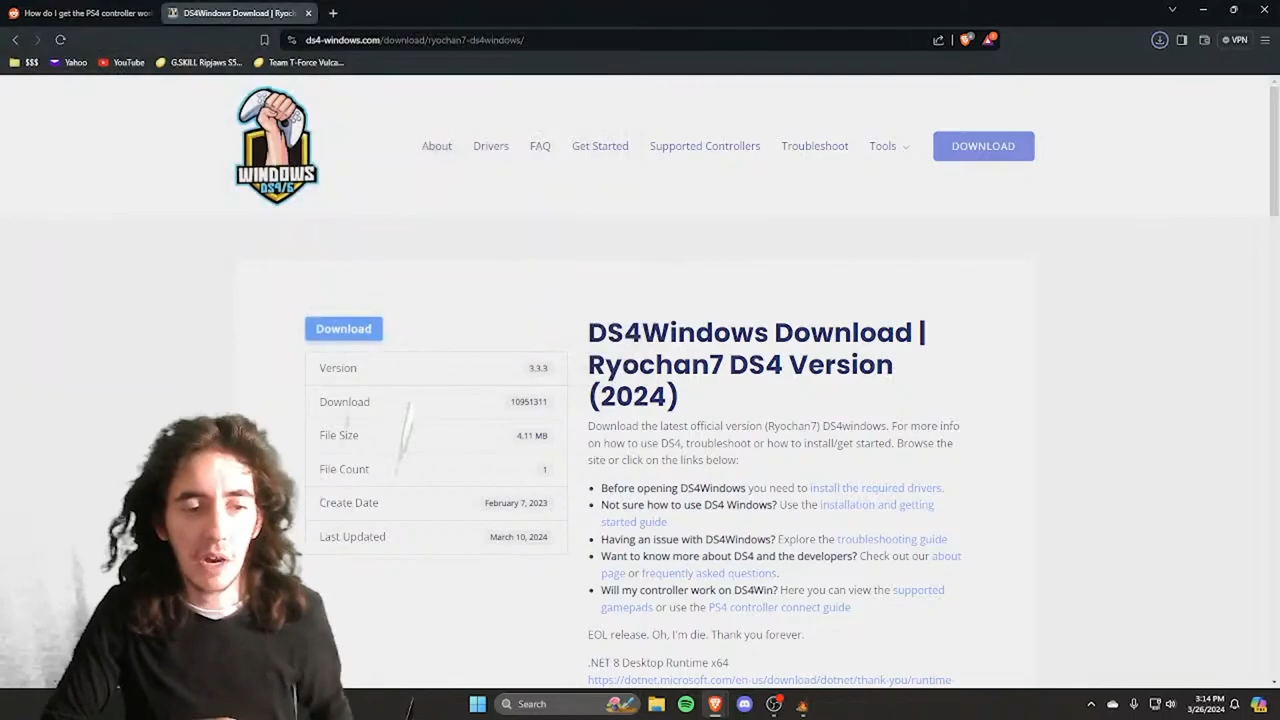 How do I get the PS4 controller wo
DS4Windows Download | Ryoch
ds4-windows.com/download/ryochan7-ds4windows/
VPN
$$$
Yahoo
YouTube
G.SKILL Ripjaws S5...
Team T-Force Vulca...
WINDOWS
DS4/5
About
Drivers
FAQ
Get Started
Supported Controllers
Troubleshoot
Tools
DOWNLOAD
Download
Version 3.3.3
Download 10951311
File Size 4.11 MB
File Count 1
Create Date February 7, 2023
Last Updated March 10, 2024
DS4Windows Download |
Ryochan7 DS4 Version
(2024)
Download the latest official version (Ryochan7) DS4windows. For more info
on how to use DS4, troubleshoot or how to install/get started. Browse the
site or click on the links below:
• Before opening DS4Windows you need to install the required drivers.
• Not sure how to use DS4 Windows? Use the installation and getting
started guide
• Having an issue with DS4Windows? Explore the troubleshooting guide
• Want to know more about DS4 and the developers? Check out our about
page or frequently asked questions.
• Will my controller work on DS4Win? Here you can view the supported
gamepads or use the PS4 controller connect guide
EOL release. Oh, I'm die. Thank you forever.
.NET 8 Desktop Runtime x64
https://dotnet.microsoft.com/en-us/download/dotnet/thank-you/runtime-
Search
3:14 PM
3/26/2024